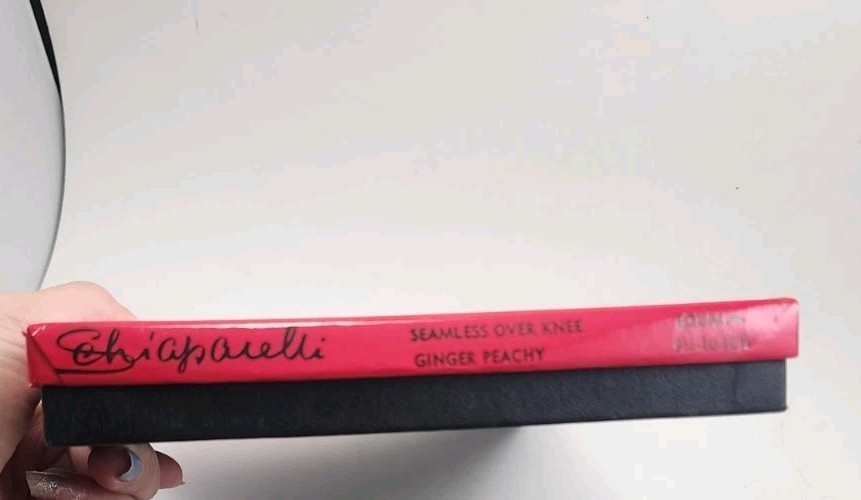 Schiaparelli
SEAMLESS OVER KNEE
GINGER PEACHY